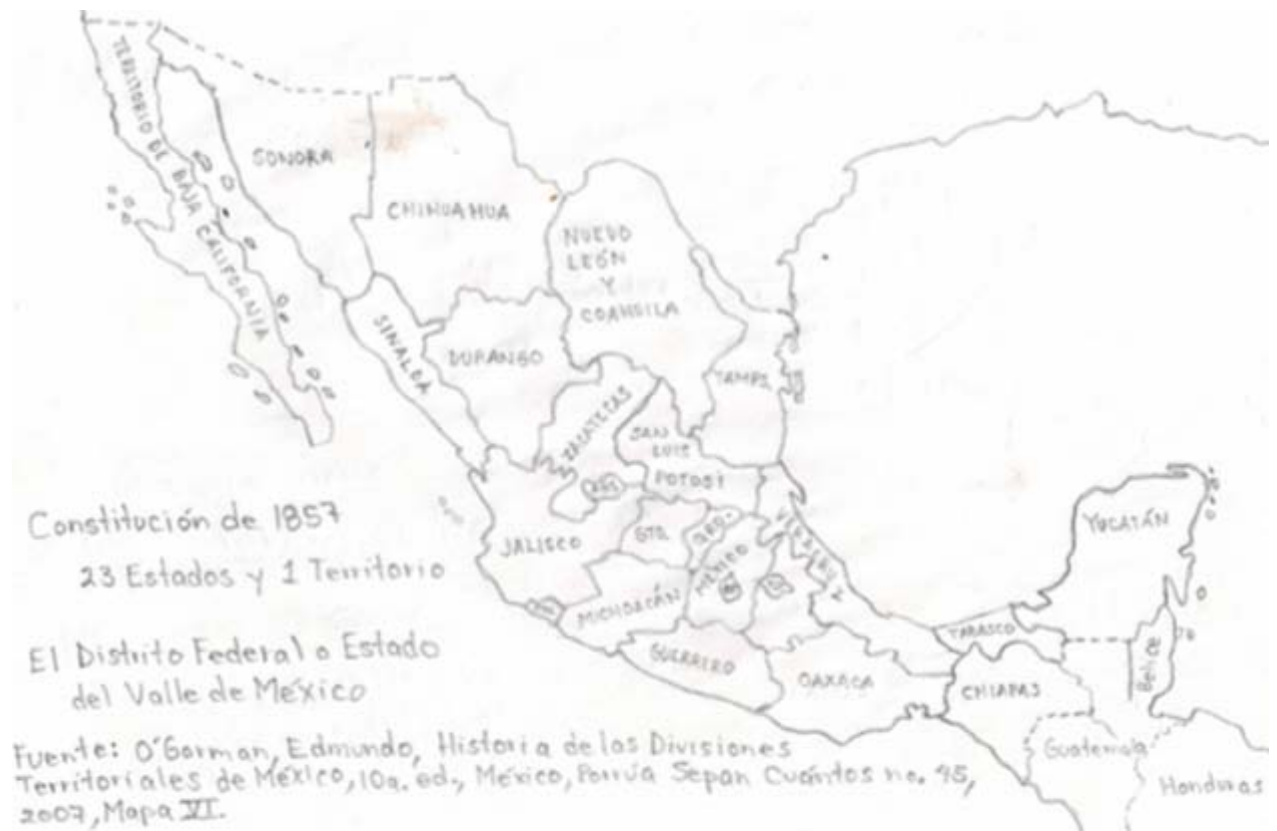 TERRITORIO DE BAJA CALIFORNIA
SONORA
CHIHUAHUA
NUEVO
LEÓN
Y
COAHUILA
SINALOA
DURANGO
TAMPS.
ZACATECAS
SAN
LUIS
POTOSÍ
AGS
JALISCO
GTO.
QRO.
MÉXICO
VERACRUZ
MICHOACÁN
GUERRERO
OAXACA
TABASCO
CHIAPAS
YUCATÁN
Belice
Guatemala
Honduras
Constitución de 1857
23 Estados y 1 Territorio
El Distrito Federal o Estado
del Valle de México
Fuente: O'Gorman, Edmundo, Historia de las Divisiones
Territoriales de México, 10a. ed., México, Porrúa Sepan Cuántos no. 45,
2007, Mapa VI.